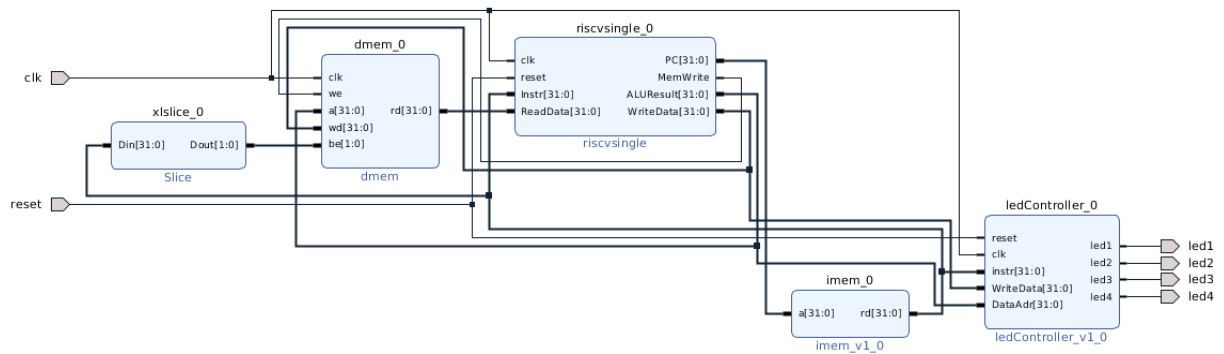 clk
reset
xlslice_0
Din[31:0]
Dout[1:0]
Slice
dmem_0
clk
we
a[31:0]
wd[31:0]
be[1:0]
rd[31:0]
dmem
riscvsingle_0
clk
reset
Instr[31:0]
ReadData[31:0]
PC[31:0]
MemWrite
ALUResult[31:0]
WriteData[31:0]
riscvsingle
imem_0
a[31:0]
rd[31:0]
imem_v1_0
ledController_0
reset
clk
instr[31:0]
WriteData[31:0]
DataAdr[31:0]
led1
led2
led3
led4
ledController_v1_0
led1
led2
led3
led4